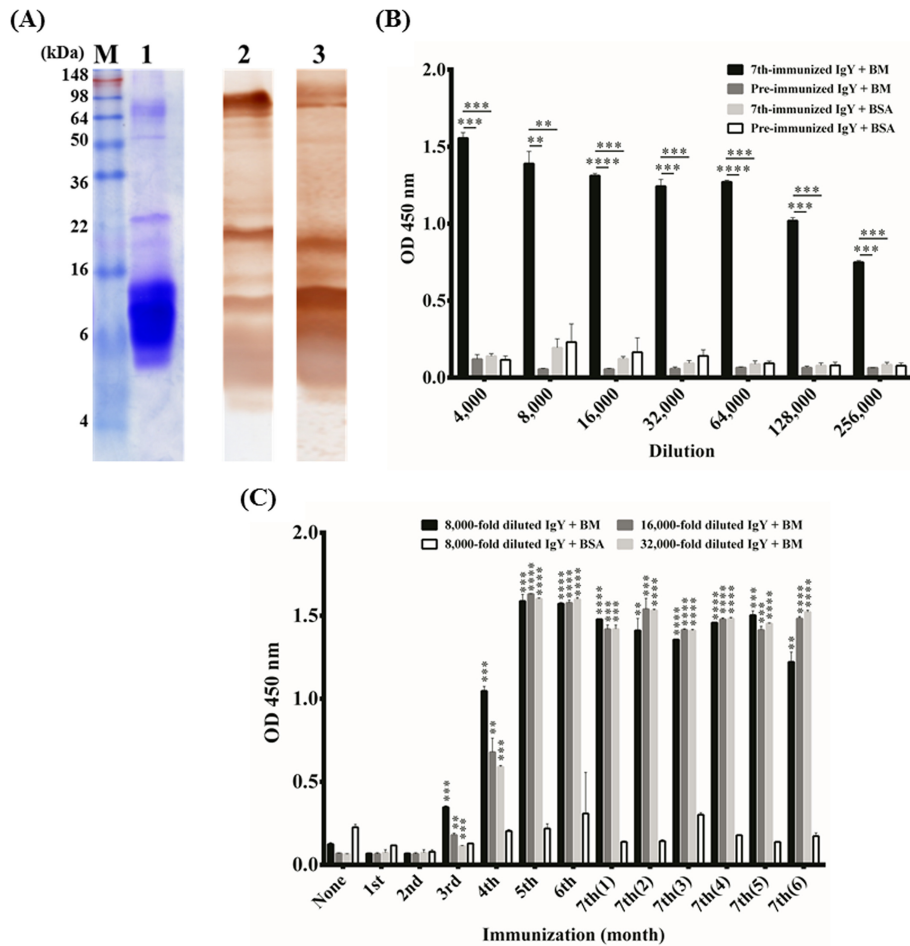 (A)
(kDa) M 1 2 3
148
98
64
50
36
22
16
6
4
(B)
7th-immunized IgY + BM
Pre-immunized IgY + BM
7th-immunized IgY + BSA
Pre-immunized IgY + BSA
OD 450 nm
2.0
1.5
1.0
0.5
0.0
*** ** *** *** *** *** ***
*** ** **** *** **** *** ***
4,000 8,000 16,000 32,000 64,000 128,000 256,000
Dilution
(C)
8,000-fold diluted IgY + BM 16,000-fold diluted IgY + BM
8,000-fold diluted IgY + BSA 32,000-fold diluted IgY + BM
OD 450 nm
2.0
1.5
1.0
0.5
0.0
None 1st 2nd 3rd 4th 5th 6th 7th(1) 7th(2) 7th(3) 7th(4) 7th(5) 7th(6)
Immunization (month)